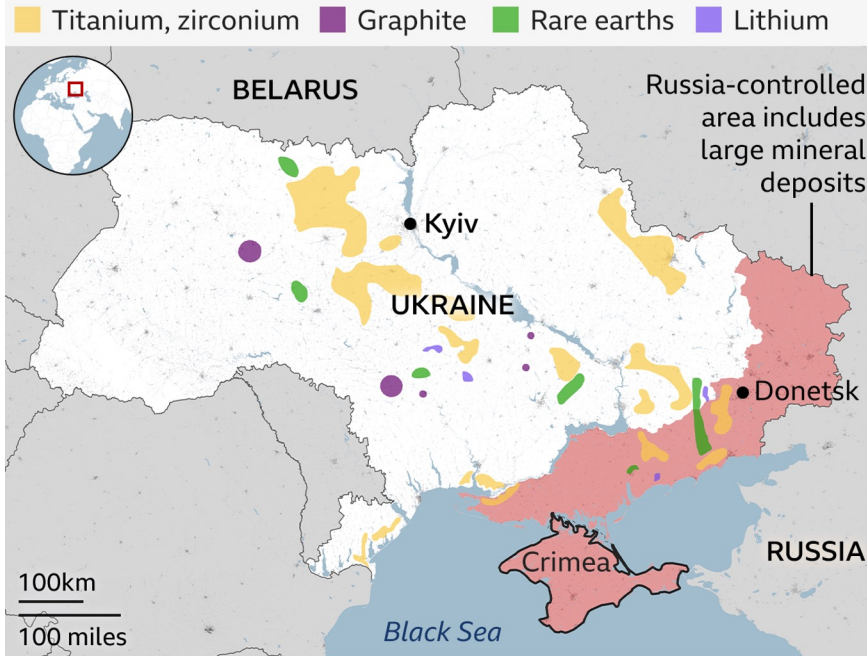 Titanium, zirconium Graphite Rare earths Lithium
BELARUS
Russia-controlled
area includes
large mineral
deposits
Kyiv
UKRAINE
Donetsk
Crimea
RUSSIA
100km
100 miles
Black Sea